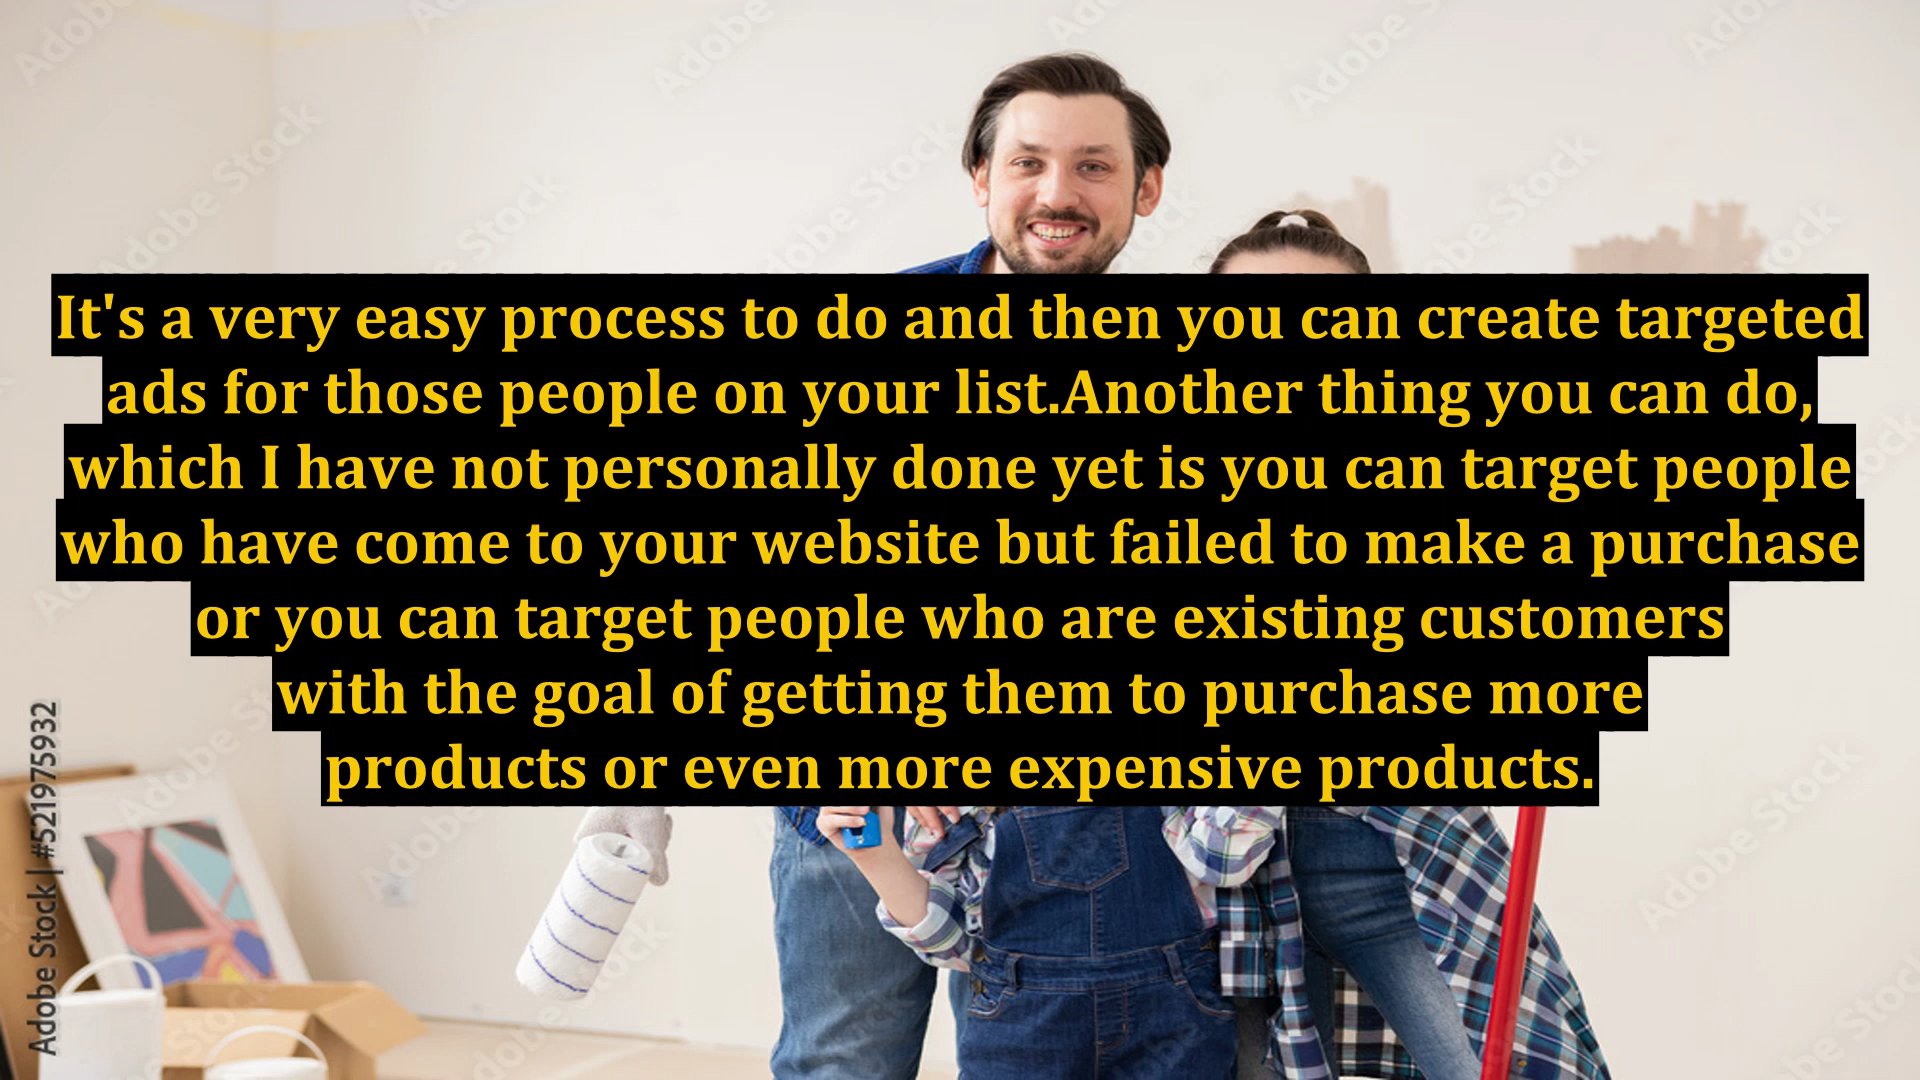 It's a very easy process to do and then you can create targeted
ads for those people on your list.Another thing you can do,
which I have not personally done yet is you can target people
who have come to your website but failed to make a purchase
or you can target people who are existing customers
with the goal of getting them to purchase more
products or even more expensive products.
Adobe Stock | #521975932
Adobe Stock